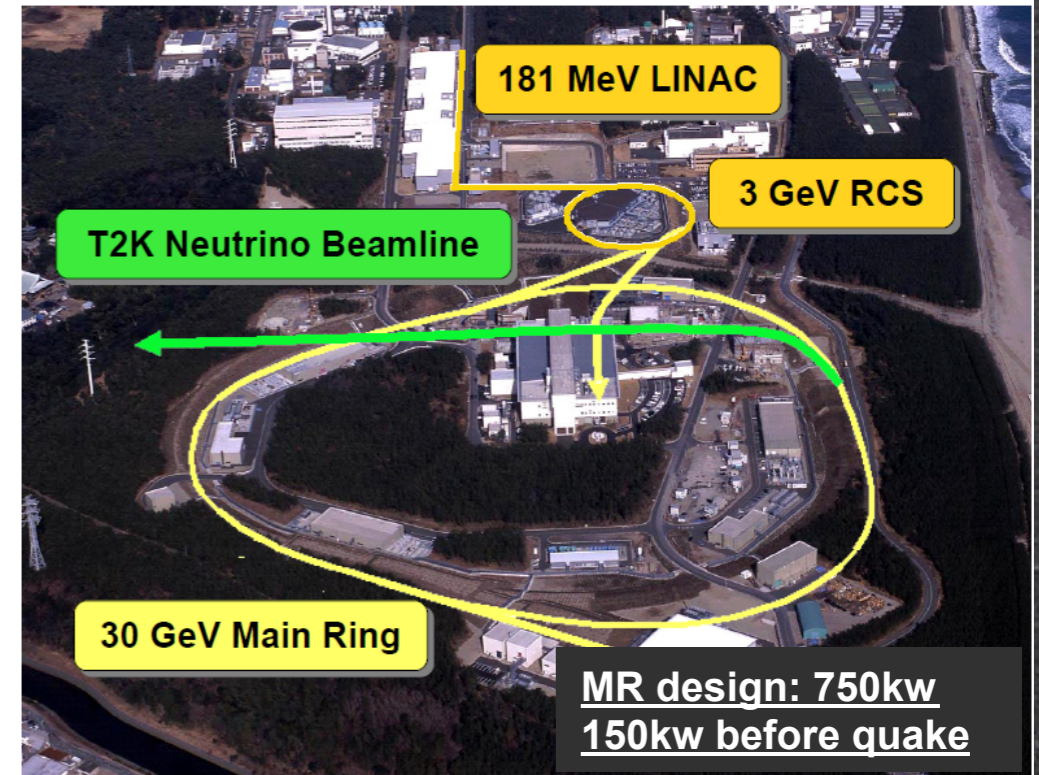 181 MeV LINAC
3 GeV RCS
T2K Neutrino Beamline
30 GeV Main Ring
MR design: 750kw
150kw before quake